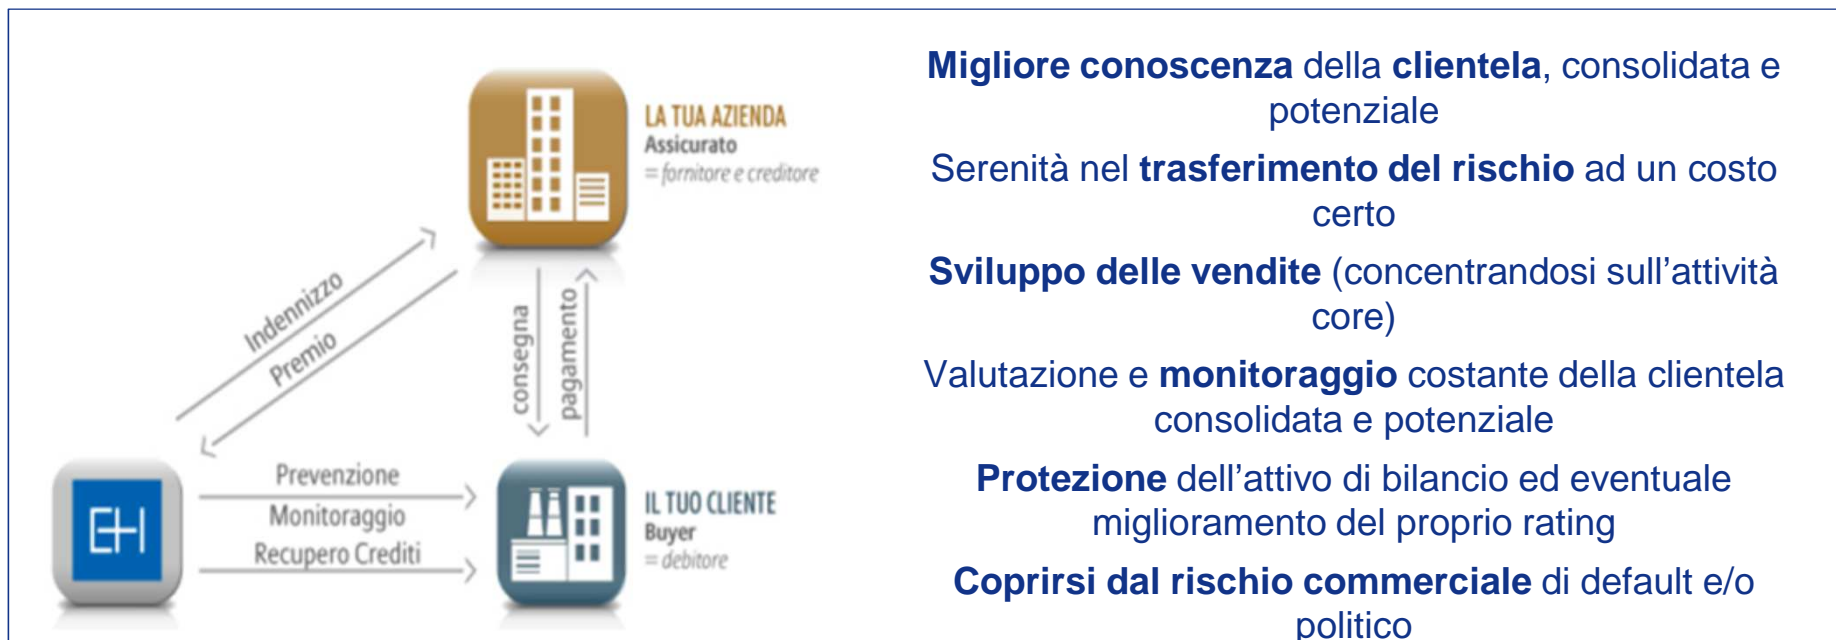 LA TUA AZIENDA
Assicurato
= fornitore e creditore
Indennizzo
Premio
consegna
pagamento
EH
Prevenzione
Monitoraggio
Recupero Crediti
IL TUO CLIENTE
Buyer
= debitore
Migliore conoscenza della clientela, consolidata e
potenziale
Serenità nel trasferimento del rischio ad un costo
certo
Sviluppo delle vendite (concentrandosi sull’attività
core)
Valutazione e monitoraggio costante della clientela
consolidata e potenziale
Protezione dell’attivo di bilancio ed eventuale
miglioramento del proprio rating
Coprirsi dal rischio commerciale di default e/o
politico